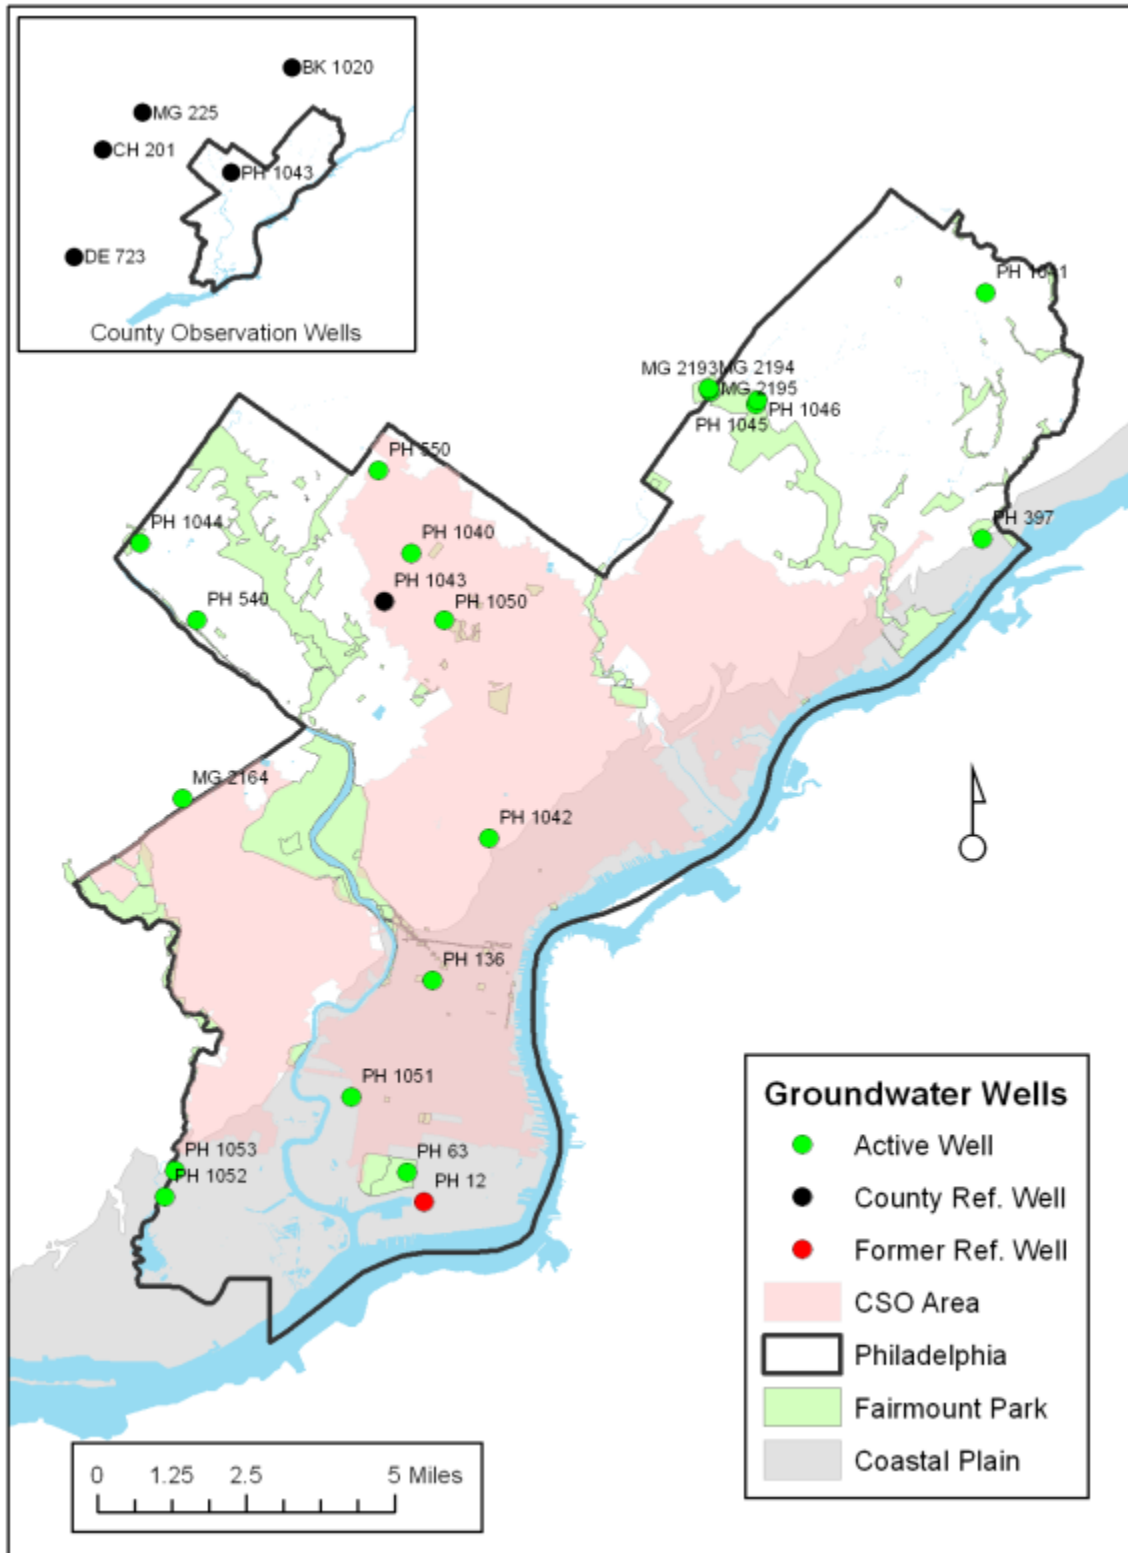 BK 1020
MG 225
CH 201
PH 1043
DE 723
County Observation Wells
PH 1041
MG 2193 MG 2194
MG 2195
PH 1045 PH 1046
PH 550
PH 397
PH 1044
PH 1040
PH 1043
PH 540
PH 1050
MG 2164
PH 1042
PH 136
PH 1051
PH 1053
PH 63
PH 1052
PH 12
Groundwater Wells
Active Well
County Ref. Well
Former Ref. Well
CSO Area
Philadelphia
Fairmount Park
Coastal Plain
0 1.25 2.5 5 Miles